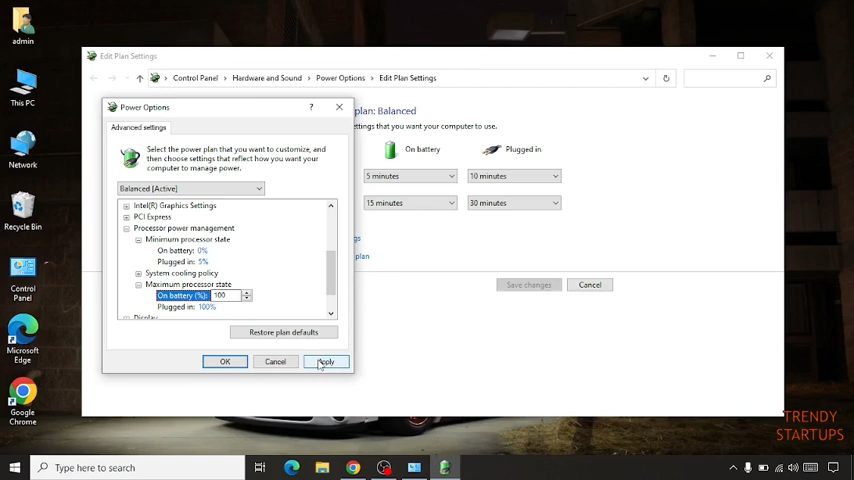 admin
This PC
Network
Recycle Bin
Control
Panel
Microsoft
Edge
Google
Chrome
Edit Plan Settings
Control Panel
Hardware and Sound
Power Options
Edit Plan Settings
plan: Balanced
ettings that you want your computer to use.
On battery
Plugged in
5 minutes
10 minutes
15 minutes
30 minutes
gs
plan
Save changes
Cancel
Power Options
?
Advanced settings
Select the power plan that you want to customize, and
then choose settings that reflect how you want your
computer to manage power.
Balanced [Active]
Intel(R) Graphics Settings
PCI Express
Processor power management
Minimum processor state
On battery: 0%
Plugged in: 5%
System cooling policy
Maximum processor state
On battery (%): 100
Plugged in: 100%
Display
Restore plan defaults
OK
Cancel
Apply
TRENDY
STARTUPS
Type here to search